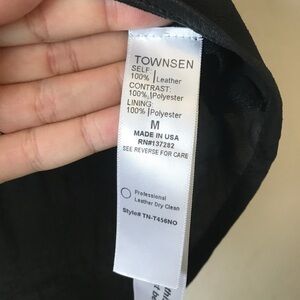 TOWNSEN
SELF:
100% Leather
CONTRAST:
100% Polyester
LINING:
100% Polyester
M
MADE IN USA
RN#137282
SEE REVERSE FOR CARE
Professional
Leather Dry Clean
Style# TN-T456NO